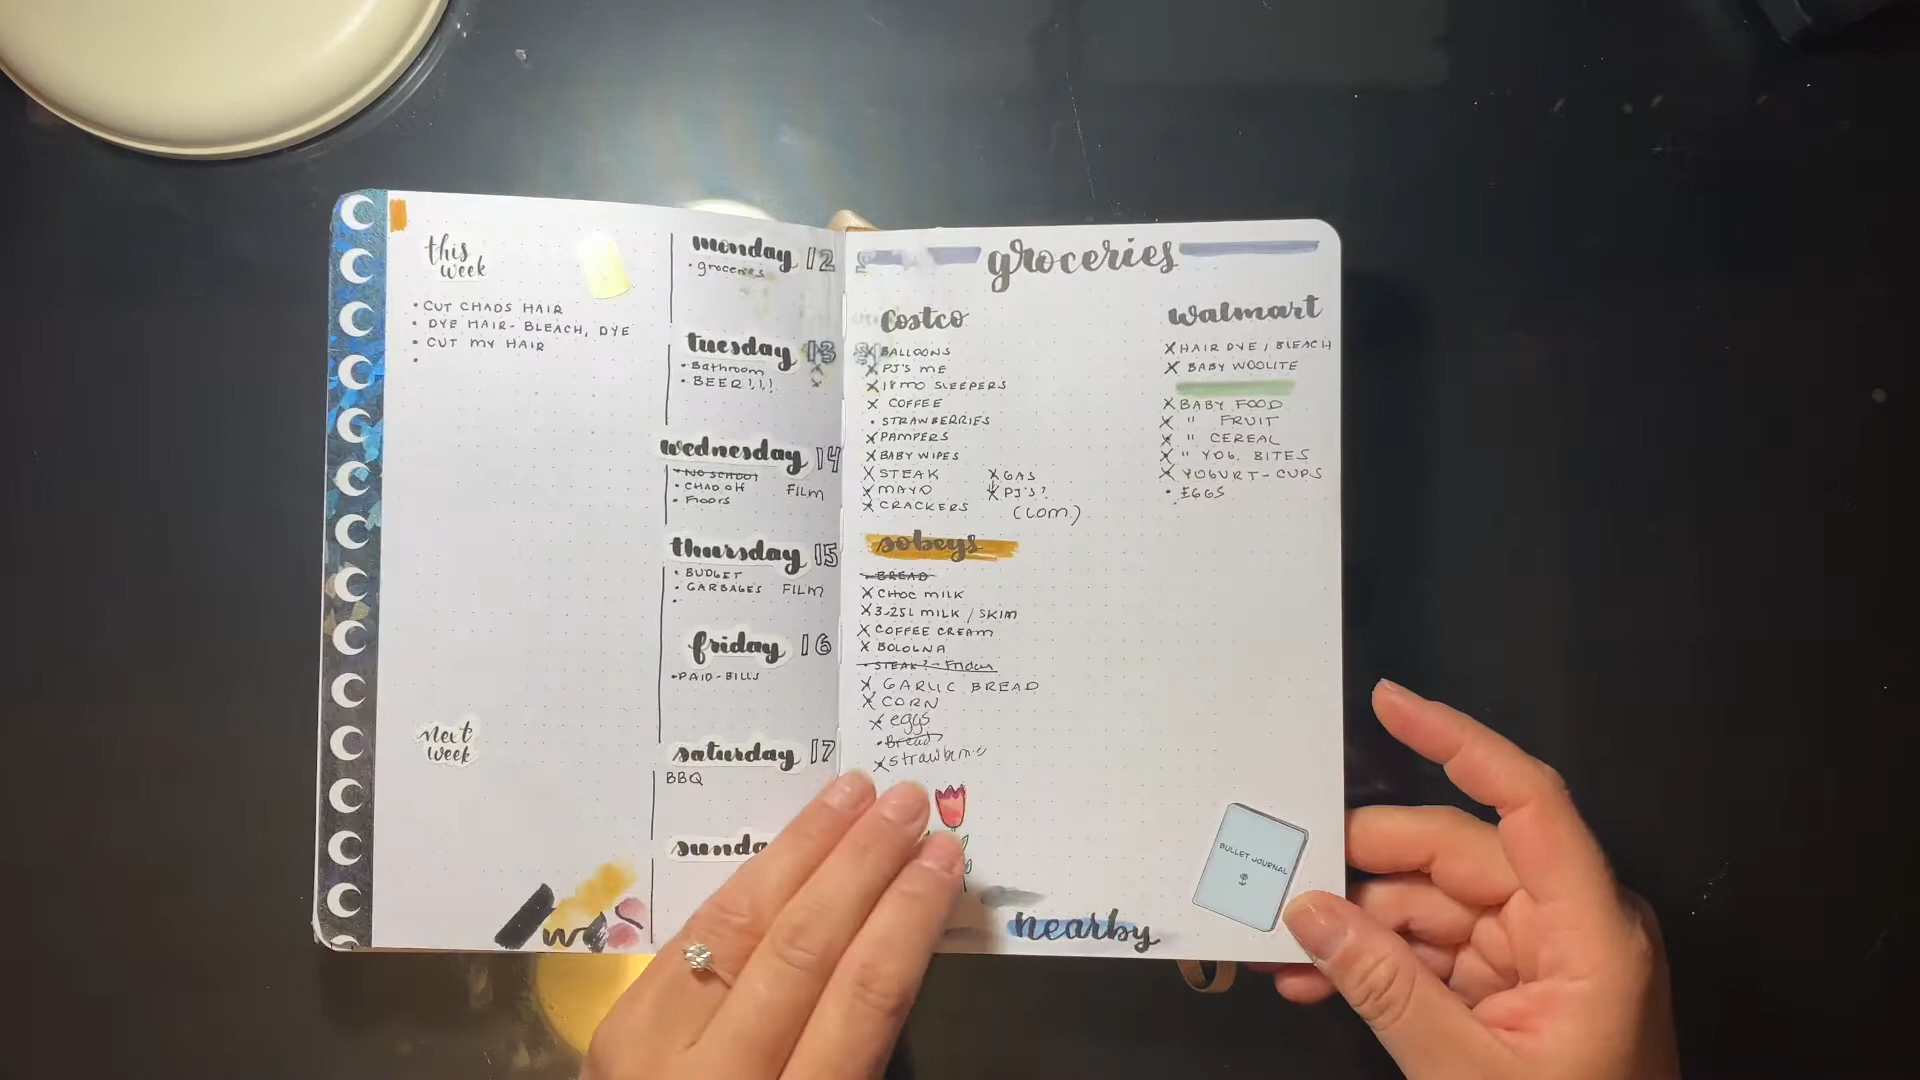 this
week
• CUT CHADS HAIR
• DYE HAIR - BLEACH, DYE
• CUT MY HAIR
•
next
week
monday 12
• groceries
tuesday 13
• Bathroom X
• BEER!!! X
wednesday 14
• NO SCHOOL
• CHAD OFF FILM
• Floors
thursday 15
• BUDGET
• GARBAGES FILM
•
friday 16
• PAID - BILLS
saturday 17
BBQ
sunda
groceries
costco
X BALLOONS
X PJ'S ME
X 18 MO SLEEPERS
X COFFEE
• STRAWBERRIES
X PAMPERS
X BABY WIPES
X STEAK X GAS
X MAYO X PJ'S?
X CRACKERS (LOM)
sobeys
• BREAD
X CHOC MILK
X 3.25L MILK / SKIM
X COFFEE CREAM
X BOLOGNA
• STEAK? - Friday
X GARLIC BREAD
X CORN
X eggs
• Bread
X strawberries
walmart
X HAIR DYE / BLEACH
X BABY WOOLITE
X BABY FOOD
X " FRUIT
X " CEREAL
X " YOG. BITES
X YOGURT - CUPS
• EGGS
BULLET JOURNAL
nearby